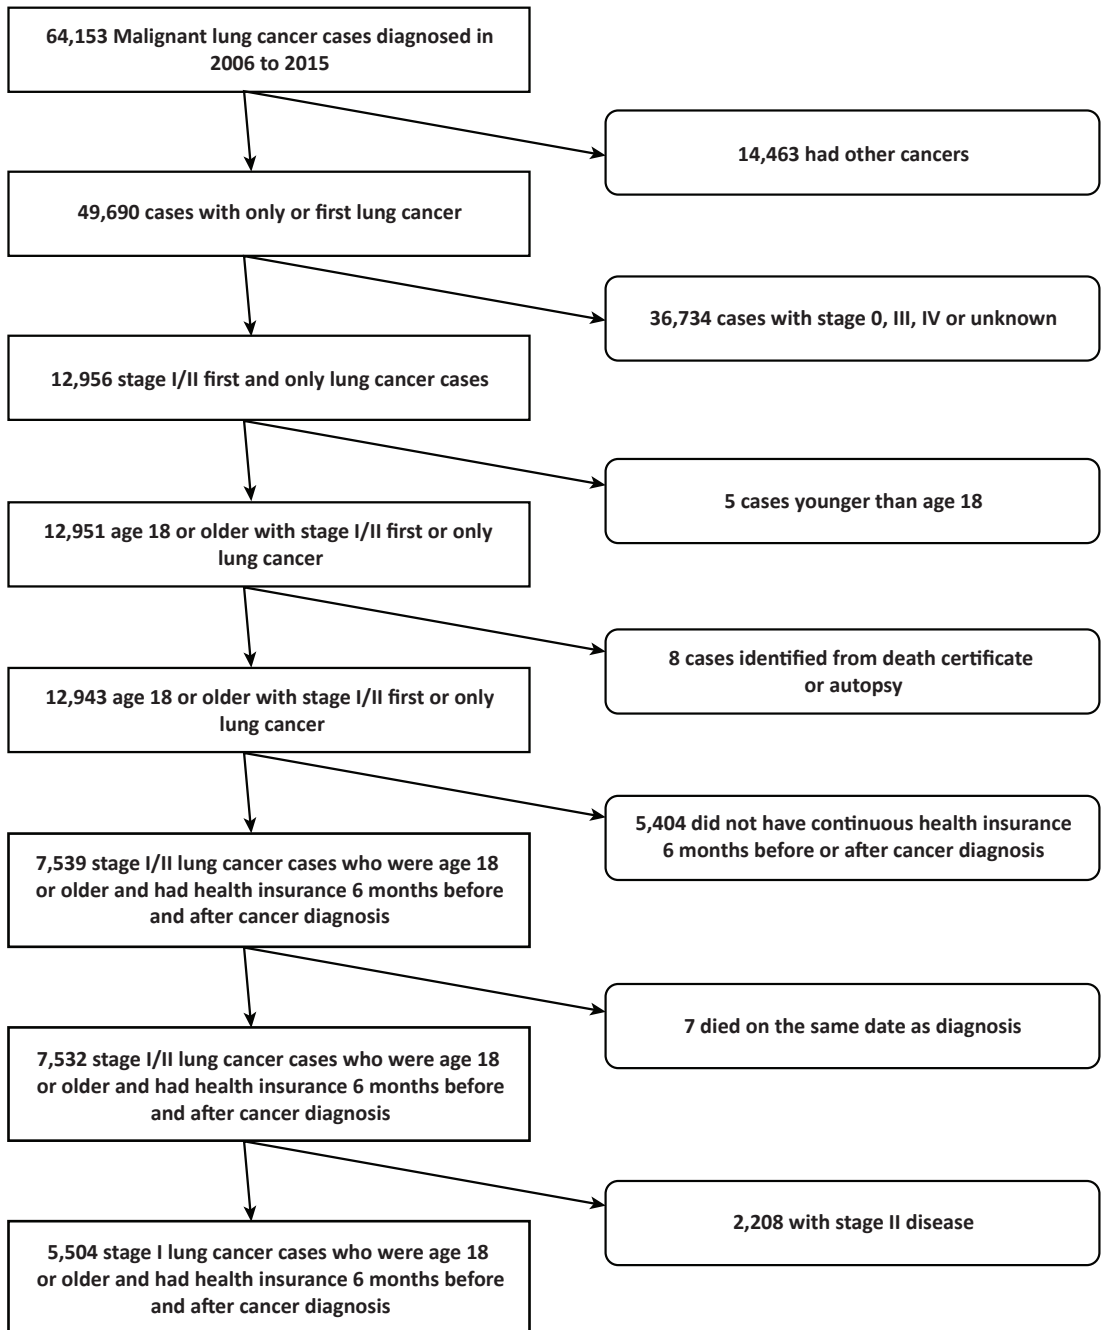 64,153 Malignant lung cancer cases diagnosed in
2006 to 2015
14,463 had other cancers
49,690 cases with only or first lung cancer
36,734 cases with stage 0, III, IV or unknown
12,956 stage I/II first and only lung cancer cases
5 cases younger than age 18
12,951 age 18 or older with stage I/II first or only
lung cancer
8 cases identified from death certificate
or autopsy
12,943 age 18 or older with stage I/II first or only
lung cancer
5,404 did not have continuous health insurance
6 months before or after cancer diagnosis
7,539 stage I/II lung cancer cases who were age 18
or older and had health insurance 6 months before
and after cancer diagnosis
7 died on the same date as diagnosis
7,532 stage I/II lung cancer cases who were age 18
or older and had health insurance 6 months before
and after cancer diagnosis
2,208 with stage II disease
5,504 stage I lung cancer cases who were age 18
or older and had health insurance 6 months before
and after cancer diagnosis